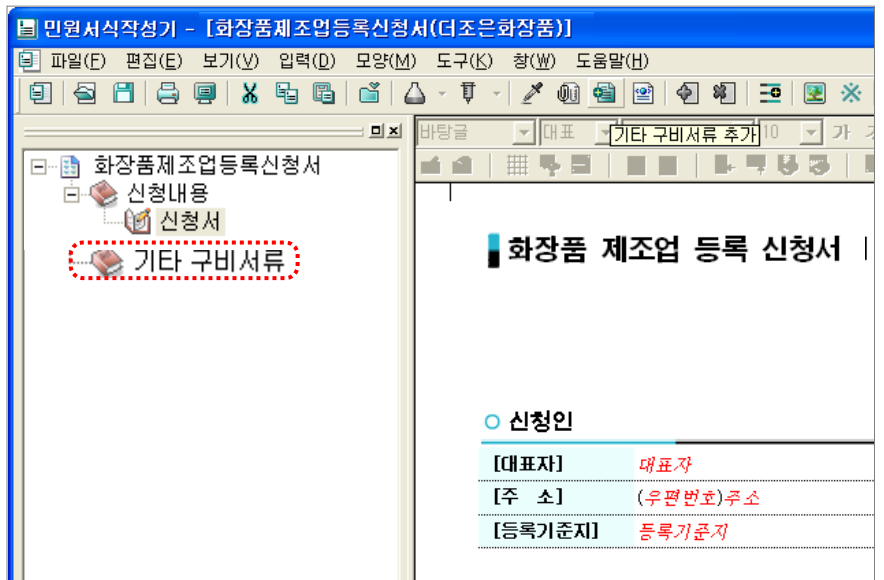 민원서식작성기 - [화장품제조업등록신청서(더조은화장품)]
파일(F) 편집(E) 보기(V) 입력(D) 모양(M) 도구(K) 창(W) 도움말(H)
바탕글 대표 기타 구비서류 추가 10 가
화장품제조업등록신청서
신청내용
신청서
기타 구비서류
화장품 제조업 등록 신청서
신청인
[대표자] 대표자
[주 소] (우편번호)주소
[등록기준지] 등록기준지